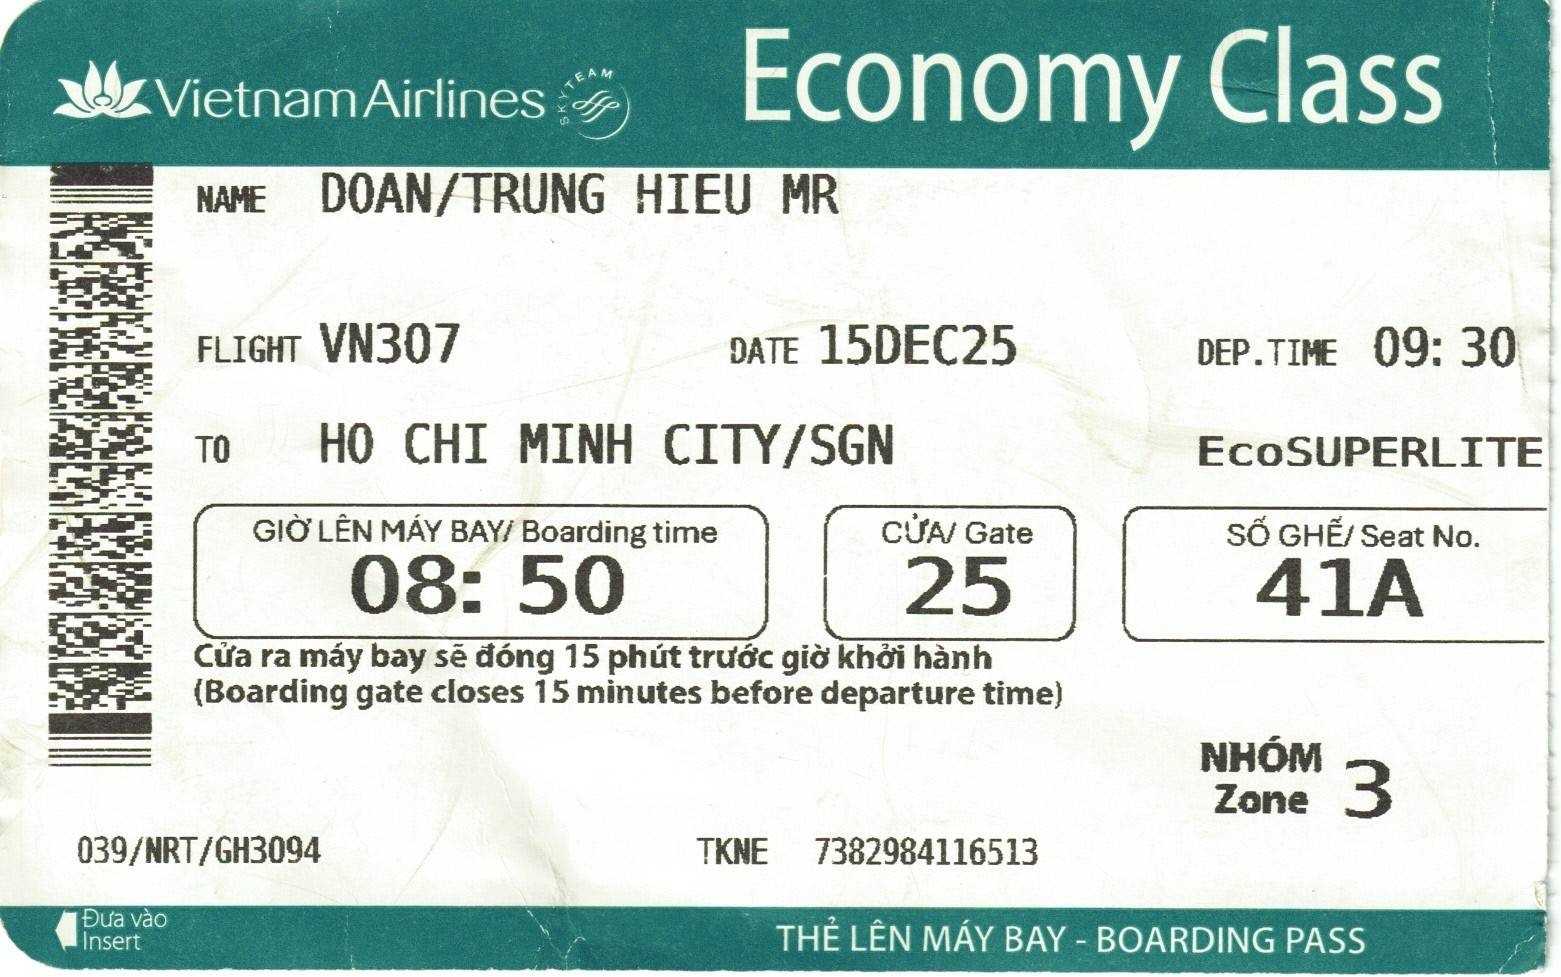 Vietnam Airlines SKYTEAM Economy Class
NAME DOAN/TRUNG HIEU MR
FLIGHT VN307 DATE 15DEC25 DEP.TIME 09: 30
TO HO CHI MINH CITY/SGN EcoSUPERLITE
GIỜ LÊN MÁY BAY/ Boarding time CỬA/ Gate SỐ GHẾ/ Seat No.
08: 50 25 41A
Cửa ra máy bay sẽ đóng 15 phút trước giờ khởi hành
(Boarding gate closes 15 minutes before departure time)
NHÓM
Zone 3
039/NRT/GH3094 TKNE 7382984116513
Đưa vào
Insert
THẺ LÊN MÁY BAY - BOARDING PASS